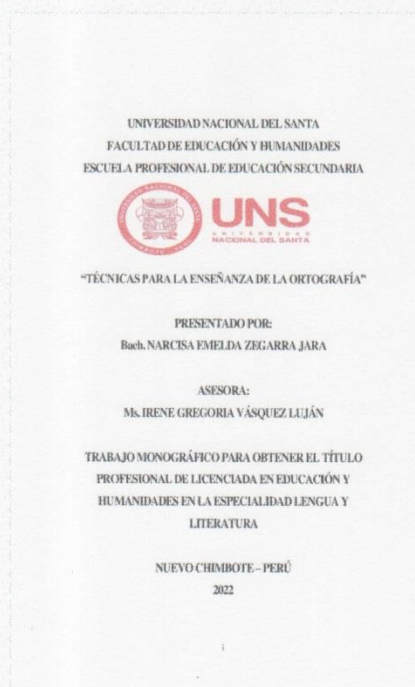 UNIVERSIDAD NACIONAL DEL SANTA
FACULTAD DE EDUCACIÓN Y HUMANIDADES
ESCUELA PROFESIONAL DE EDUCACIÓN SECUNDARIA
UNS
UNIVERSIDAD
NACIONAL DEL SANTA
“TÉCNICAS PARA LA ENSEÑANZA DE LA ORTOGRAFÍA”
PRESENTADO POR:
Bach. NARCISA EMELDA ZEGARRA JARA
ASESORA:
Ms. IRENE GREGORIA VÁSQUEZ LUJÁN
TRABAJO MONOGRÁFICO PARA OBTENER EL TÍTULO
PROFESIONAL DE LICENCIADA EN EDUCACIÓN Y
HUMANIDADES EN LA ESPECIALIDAD LENGUA Y
LITERATURA
NUEVO CHIMBOTE – PERÚ
2022
i